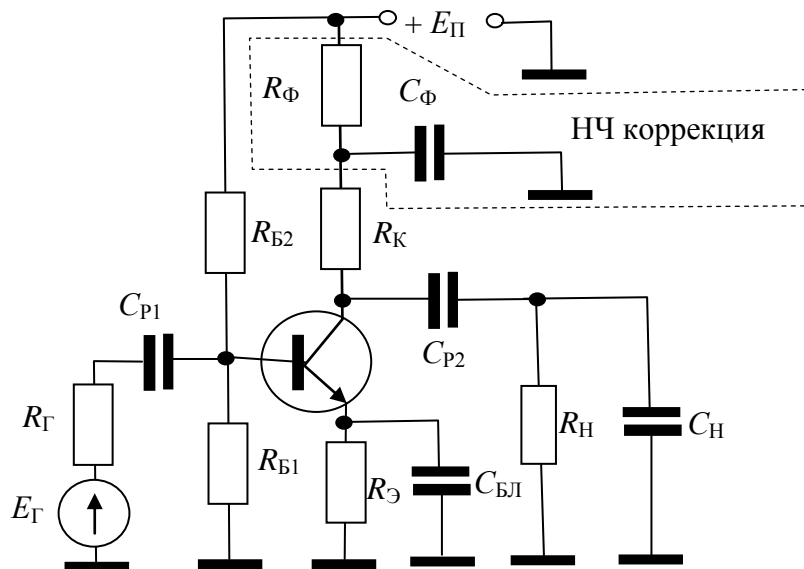 + EП
RФ
CФ
НЧ коррекция
RБ2
RК
CР1
CР2
RГ
RБ1
RЭ
CБЛ
RН
CН
EГ